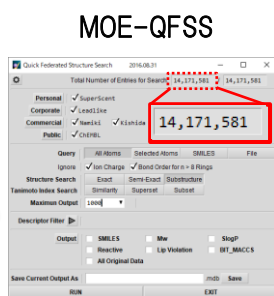 MOE-QFSS
Quick Federated Structure Search 2016.08.31
Total Number of Entries for Search: 14,171,581 / 14,171,581
Personal SuperScent
Corporate Leadlike
Commercial Namiki Kishida
Public ChEMBL
14,171,581
Query All Atoms Selected Atoms SMILES File
Ignore Ion Charge Bond Order for n = 8 Rings
Structure Search Exact Semi-Exact Substructure
Tanimoto Index Search Similarity Superset Subset
Maximun Output 1000
Descriptor Filter
Output SMILES Mw SlogP
Reactive Lip Violation BIT_MACCS
All Original Data
Save Current Output As .mdb Save
RUN EXIT